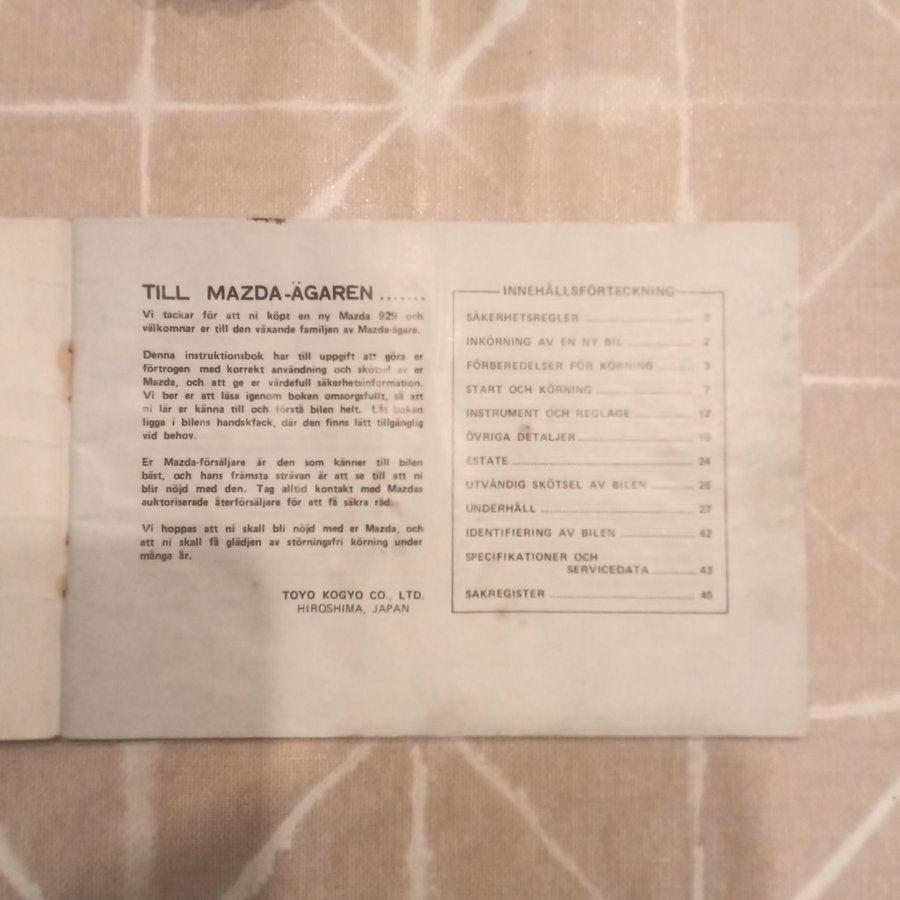 TILL MAZDA-ÄGAREN .......
Vi tackar för att ni köpt en ny Mazda 929 och
välkomnar er till den växande familjen av Mazda-ägare.
Denna instruktionsbok har till uppgift att göra er
förtrogen med korrekt användning och skötsel av er
Mazda, och att ge er värdefull säkerhetsinformation.
Vi ber er att läsa igenom boken omsorgsfullt, så att
ni lär er känna till och förstå bilen helt. Låt boken
ligga i bilens handskfack, där den finns lätt tillgänglig
vid behov.
Er Mazda-försäljare är den som känner till bilen
bäst, och hans främsta strävan är att se till att ni
blir nöjd med den. Tag alltid kontakt med Mazdas
auktoriserade återförsäljare för att få säkra råd.
Vi hoppas att ni skall bli nöjd med er Mazda, och
att ni skall få glädjen av störningsfri körning under
många år.
TOYO KOGYO CO., LTD.
HIROSHIMA, JAPAN
INNEHÅLLSFÖRTECKNING
SÄKERHETSREGLER 2
INKÖRNING AV EN NY BIL 2
FÖRBEREDELSER FÖR KÖRNING 3
START OCH KÖRNING 7
INSTRUMENT OCH REGLAGE 12
ÖVRIGA DETALJER
ESTATE 24
UTVÄNDIG SKÖTSEL AV BILEN 26
UNDERHÅLL 27
IDENTIFIERING AV BILEN 42
SPECIFIKATIONER OCH
SERVICEDATA 43
SAKREGISTER